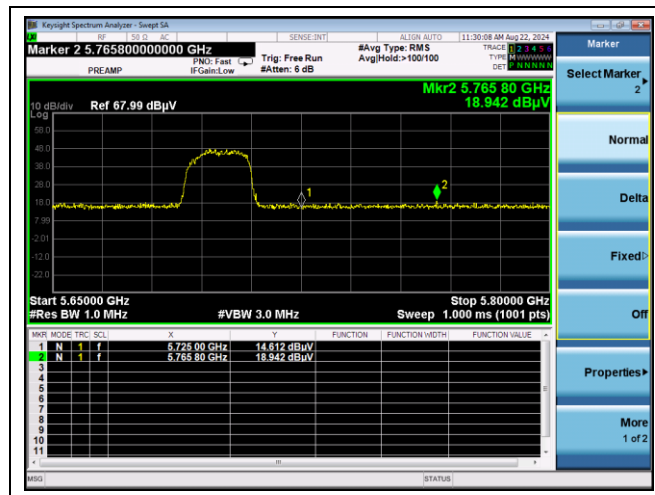 Keysight Spectrum Analyzer - Swept SA
RF 50 Ω AC SENSE:INT ALIGN AUTO 11:30:08 AM Aug 22, 2024
Marker 2 5.765800000000 GHz
PREAMP
PNO: Fast
IFGain:Low
Trig: Free Run
#Atten: 6 dB
#Avg Type: RMS
Avg|Hold:>100/100
TRACE 1 2 3 4 5 6
TYPE M WWWWW
DET P N N N N N
Mkr2 5.765 80 GHz
18.942 dBµV
10 dB/div Ref 67.99 dBµV
Log
58.0
48.0
38.0
28.0
18.0
7.99
-2.01
-12.0
-22.0
1
2
Start 5.65000 GHz Stop 5.80000 GHz
#Res BW 1.0 MHz #VBW 3.0 MHz Sweep 1.000 ms (1001 pts)
MKR MODE TRC SCL X Y FUNCTION FUNCTION WIDTH FUNCTION VALUE
1 N 1 f 5.725 00 GHz 14.612 dBµV
2 N 1 f 5.765 80 GHz 18.942 dBµV
3
4
5
6
7
8
9
10
11
MSG STATUS
Marker
Select Marker
2
Normal
Delta
Fixed
Off
Properties
More
1 of 2